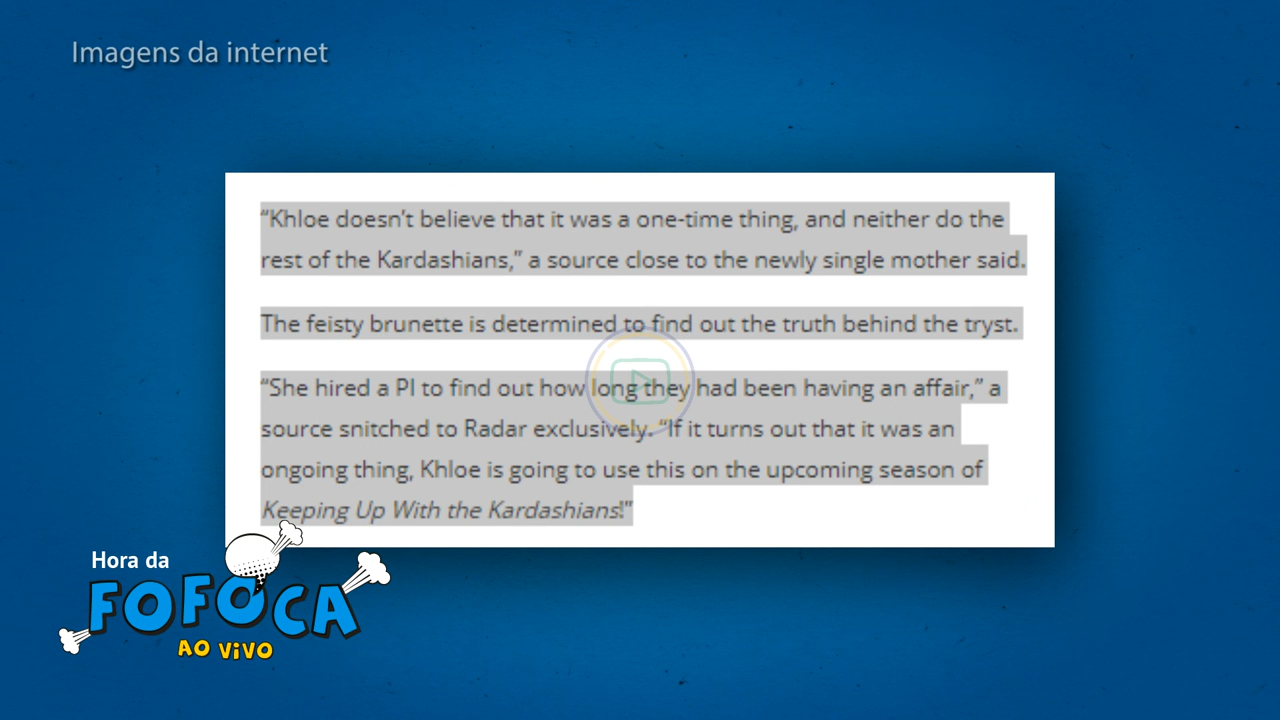 Imagens da internet
“Khloe doesn’t believe that it was a one-time thing, and neither do the
rest of the Kardashians,” a source close to the newly single mother said.
The feisty brunette is determined to find out the truth behind the tryst.
“She hired a PI to find out how long they had been having an affair,” a
source snitched to Radar exclusively. “If it turns out that it was an
ongoing thing, Khloe is going to use this on the upcoming season of
Keeping Up With the Kardashians!”
Hora da
FOFOCA
AO ViVO